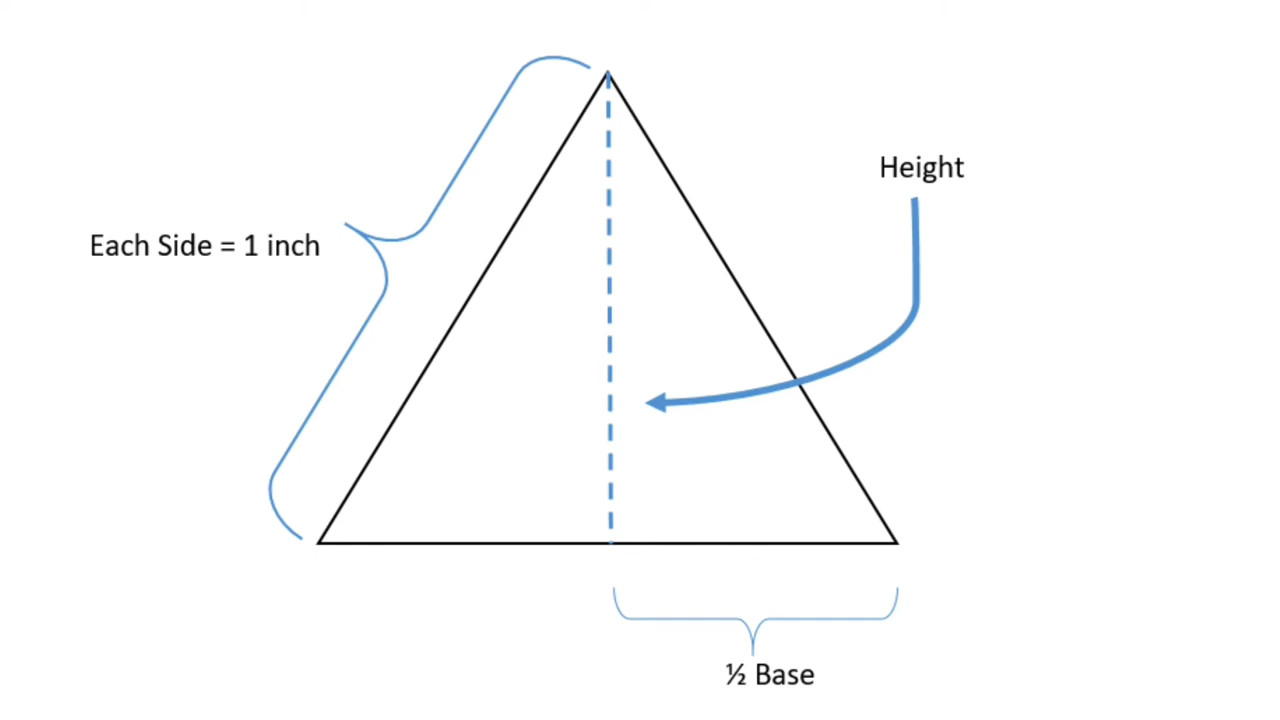 Height
Each Side = 1 inch
½ Base